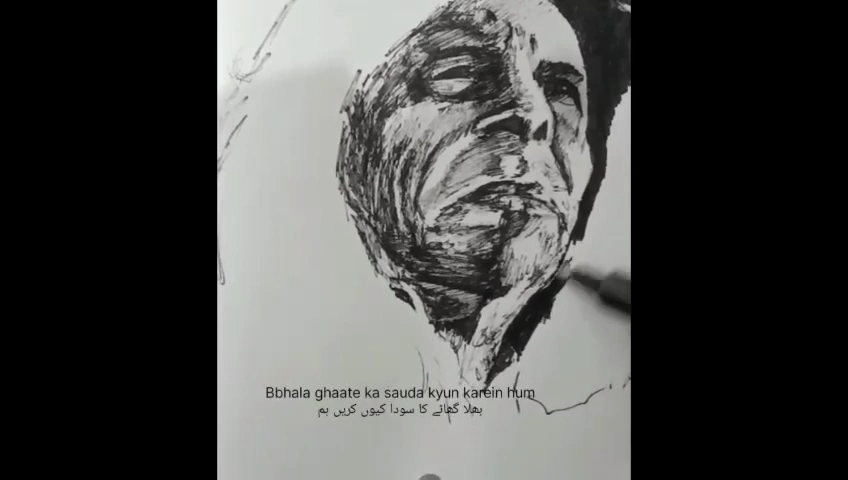 Bbhala ghaate ka sauda kyun karein hum
بھلا گھاٹے کا سودا کیوں کریں ہم